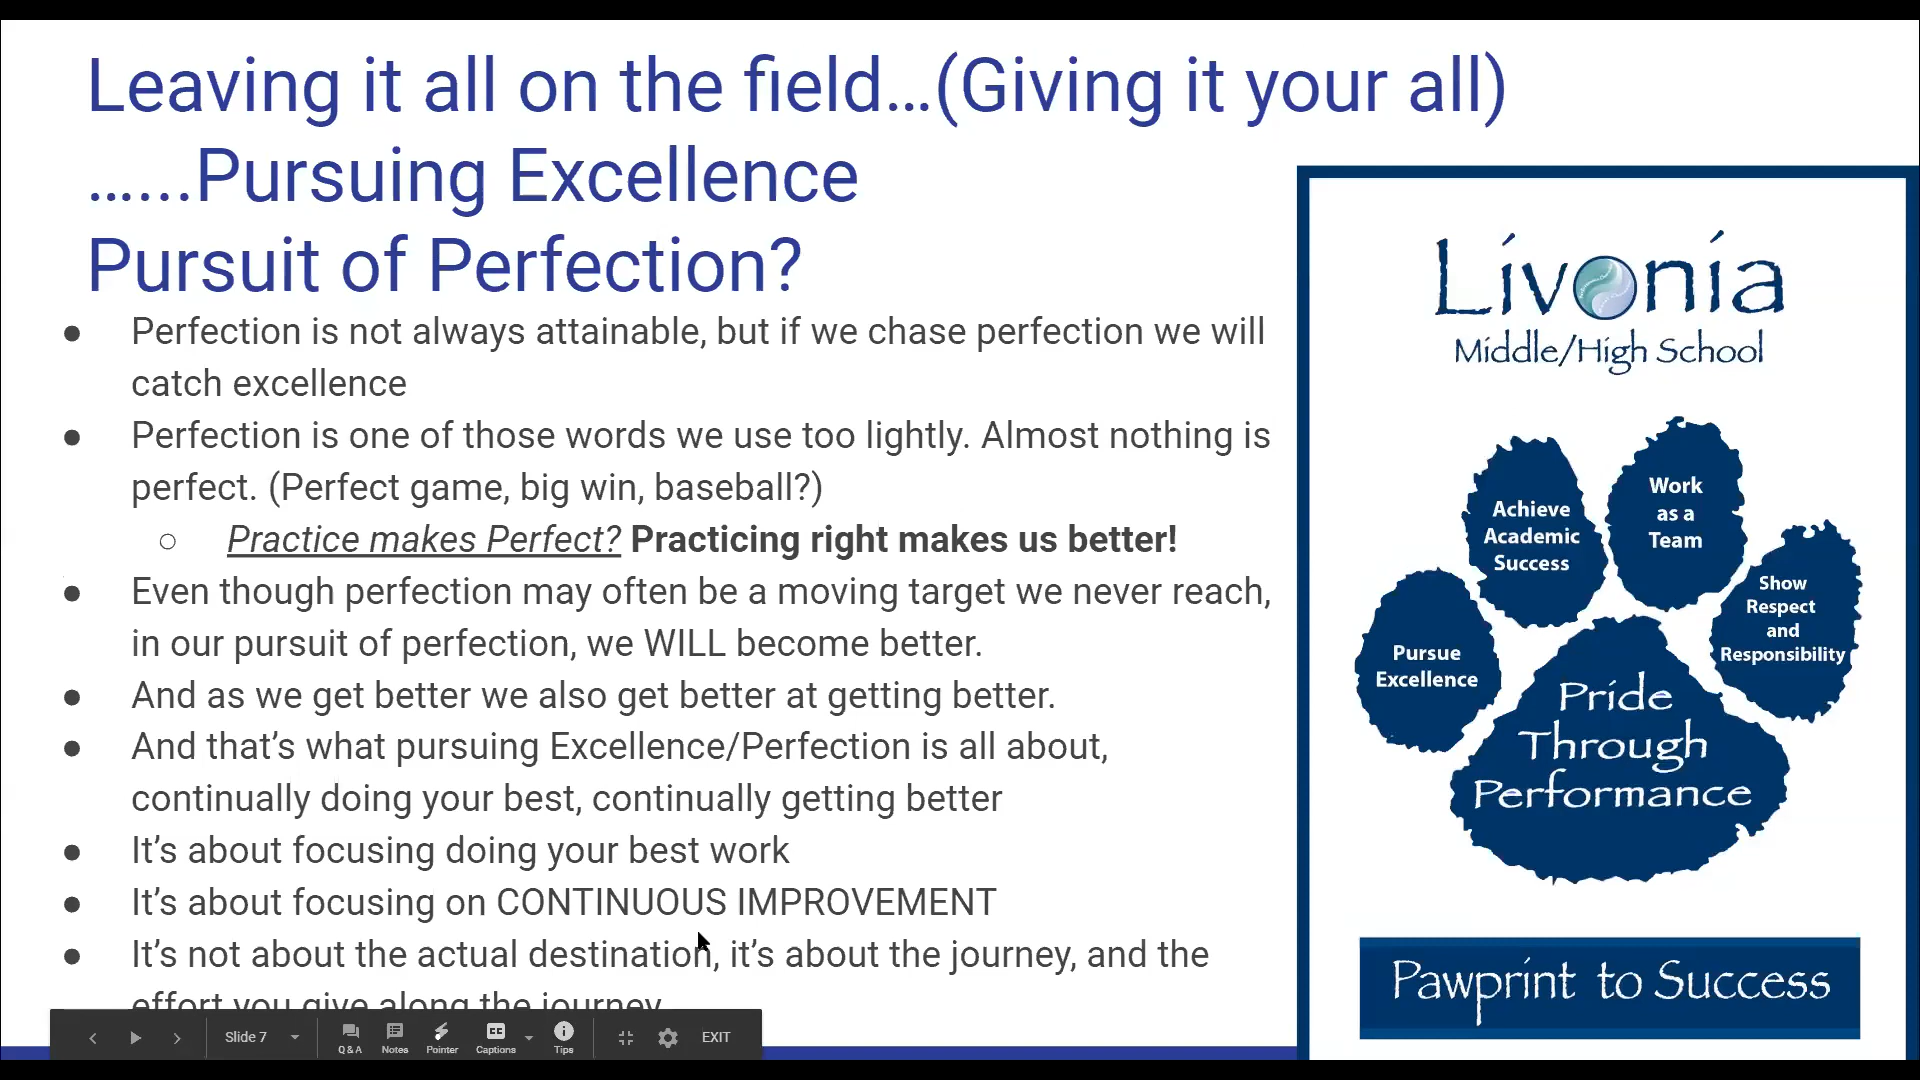 Leaving it all on the field...(Giving it your all)
…...Pursuing Excellence
Pursuit of Perfection?
● Perfection is not always attainable, but if we chase perfection we will
catch excellence
● Perfection is one of those words we use too lightly. Almost nothing is
perfect. (Perfect game, big win, baseball?)
○ Practice makes Perfect? Practicing right makes us better!
● Even though perfection may often be a moving target we never reach,
in our pursuit of perfection, we WILL become better.
● And as we get better we also get better at getting better.
● And that’s what pursuing Excellence/Perfection is all about,
continually doing your best, continually getting better
● It’s about focusing doing your best work
● It’s about focusing on CONTINUOUS IMPROVEMENT
● It’s not about the actual destination, it’s about the journey, and the
effort you give along the journey
Livonia
Middle/High School
Achieve
Academic
Success
Work
as a
Team
Show
Respect
and
Responsibility
Pursue
Excellence
Pride
Through
Performance
Pawprint to Success
Slide 7
Q&A
Notes
Pointer
CC
Captions
Tips
EXIT